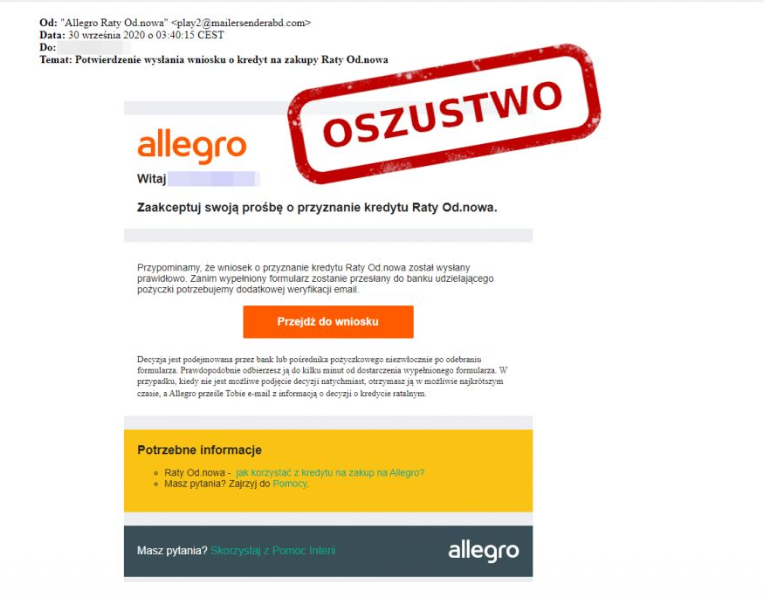 Od: "Allegro Raty Od.nowa" <play2@mailersenderabd.com>
Data: 30 września 2020 o 03:40:15 CEST
Do:
Temat: Potwierdzenie wysłania wniosku o kredyt na zakupy Raty Od.nowa
OSZUSTWO
allegro
Witaj
Zaakceptuj swoją prośbę o przyznanie kredytu Raty Od.nowa.
Przypominamy, że wniosek o przyznanie kredytu Raty Od.nowa został wysłany
prawidłowo. Zanim wypełniony formularz zostanie przesłany do banku udzielającego
pożyczki potrzebujemy dodatkowej weryfikacji email.
Przejdź do wniosku
Decyzja jest podejmowana przez bank lub pośrednika pożyczkowego niezwłocznie po odebraniu
formularza. Prawdopodobnie odbierzesz ją do kilku minut od dostarczenia wypełnionego formularza. W
przypadku, kiedy nie jest możliwe podjęcie decyzji natychmiast, otrzymasz ją w możliwie najkrótszym
czasie, a Allegro prześle Tobie e-mail z informacją o decyzji o kredycie ratalnym.
Potrzebne informacje
Raty Od.nowa - jak korzystać z kredytu na zakup na Allegro?
Masz pytania? Zajrzyj do Pomocy.
Masz pytania? Skorzystaj z Pomoc Interii
allegro